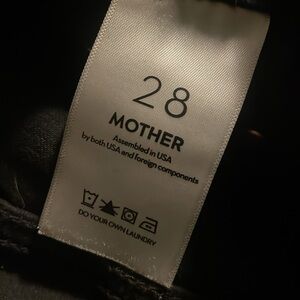 28
MOTHER
Assembled in USA
by both USA and foreign components
DO YOUR OWN LAUNDRY